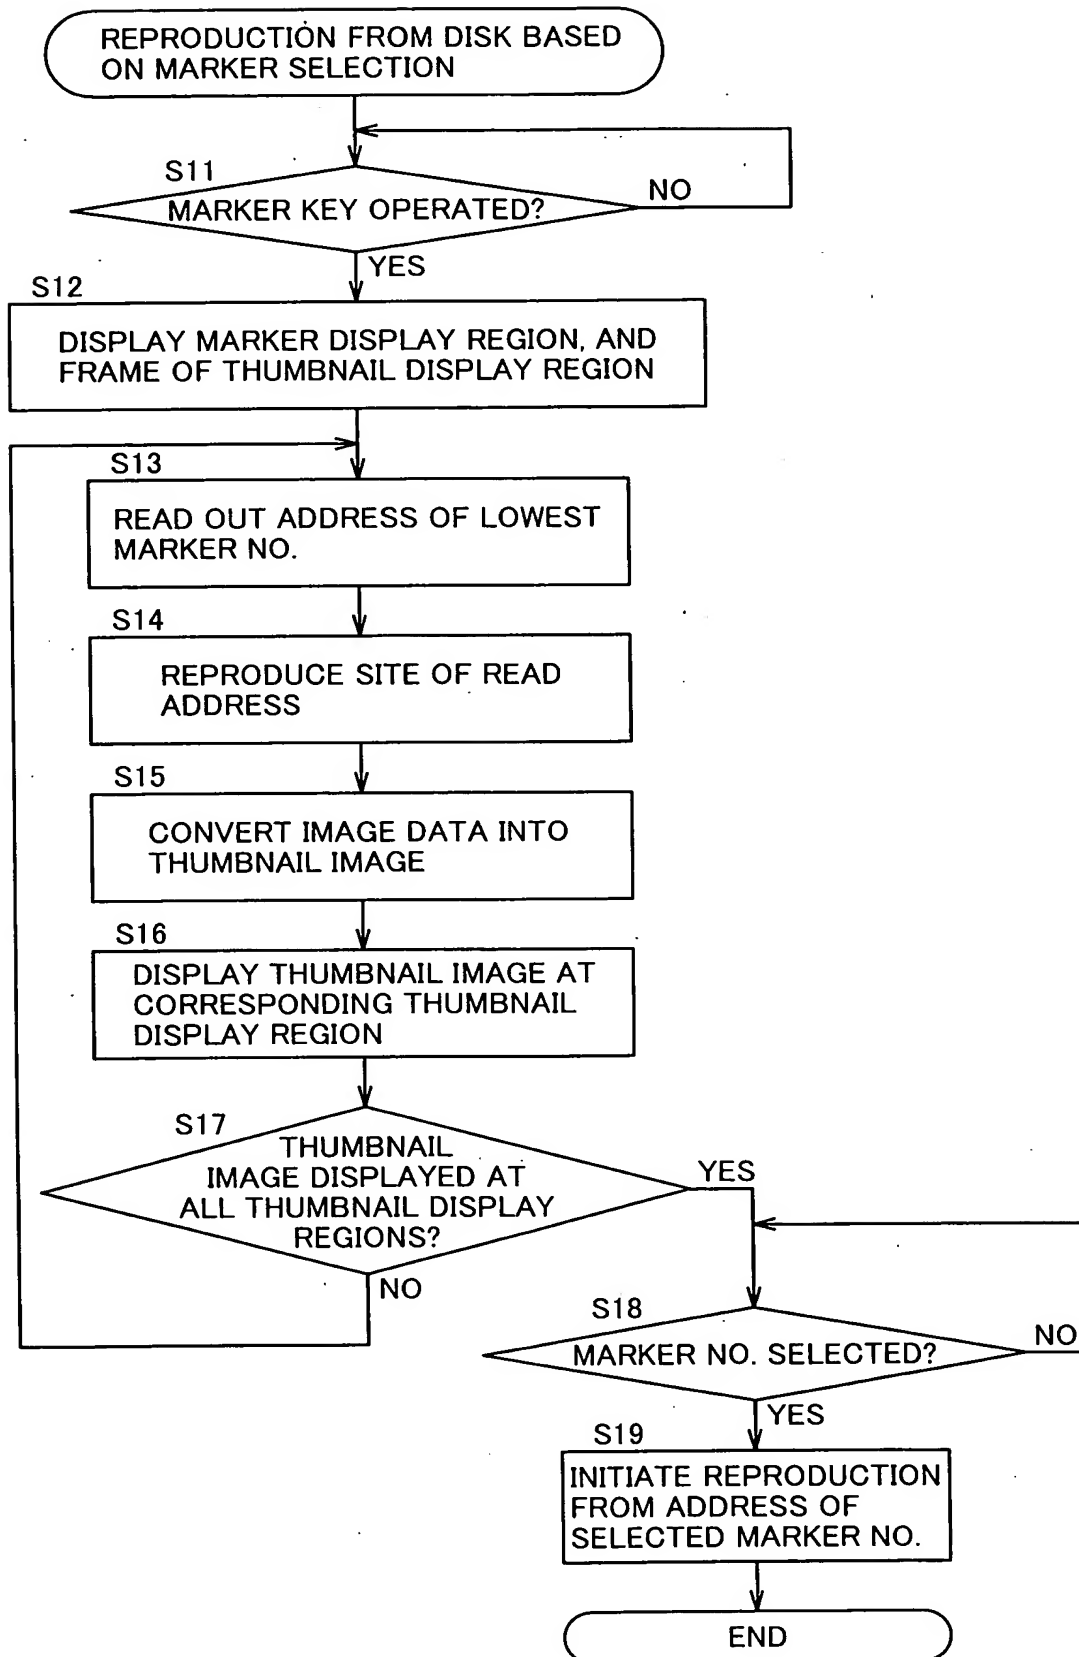 REPRODUCTION FROM DISK BASED
ON MARKER SELECTION
S11
MARKER KEY OPERATED?
NO
YES
S12
DISPLAY MARKER DISPLAY REGION, AND
FRAME OF THUMBNAIL DISPLAY REGION
S13
READ OUT ADDRESS OF LOWEST
MARKER NO.
S14
REPRODUCE SITE OF READ
ADDRESS
S15
CONVERT IMAGE DATA INTO
THUMBNAIL IMAGE
S16
DISPLAY THUMBNAIL IMAGE AT
CORRESPONDING THUMBNAIL
DISPLAY REGION
S17
THUMBNAIL
IMAGE DISPLAYED AT
ALL THUMBNAIL DISPLAY
REGIONS?
YES
NO
S18
MARKER NO. SELECTED?
NO
YES
S19
INITIATE REPRODUCTION
FROM ADDRESS OF
SELECTED MARKER NO.
END